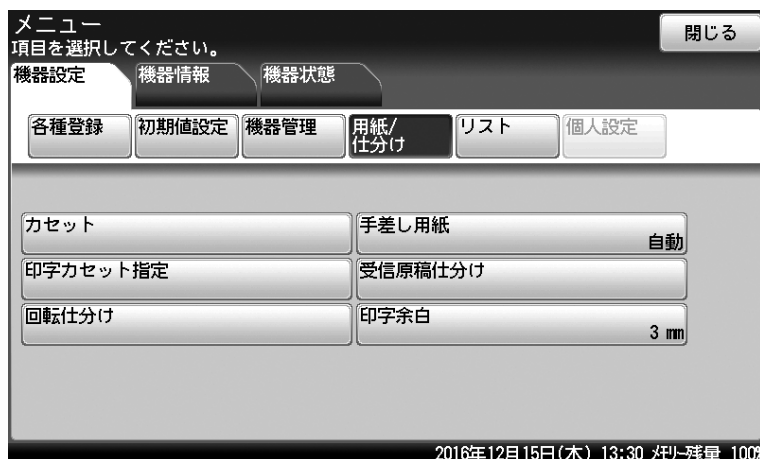 メニュー
項目を選択してください。
閉じる
機器設定
機器情報
機器状態
各種登録
初期値設定
機器管理
用紙/
仕分け
リスト
個人設定
カセット
手差し用紙
自動
印字カセット指定
受信原稿仕分け
回転仕分け
印字余白
3 mm
2016年12月15日(木) 13:30 ﾒﾓﾘｰ残量 100%